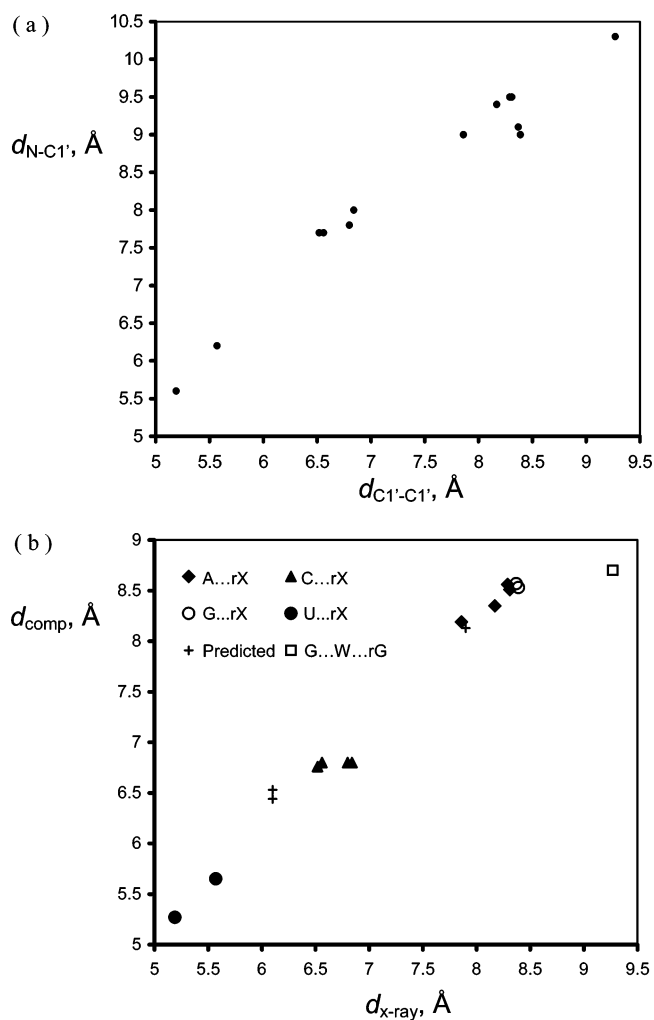 ( a )
10.5
10
9.5
9
8.5
8
7.5
7
6.5
6
5.5
5
dN-C1', Å
5 5.5 6 6.5 7 7.5 8 8.5 9 9.5
dC1'-C1', Å
( b )
9
8.5
8
7.5
7
6.5
6
5.5
5
dcomp, Å
A...rX C...rX
G...rX U...rX
Predicted G...W...rG
5 5.5 6 6.5 7 7.5 8 8.5 9 9.5
dx-ray, Å